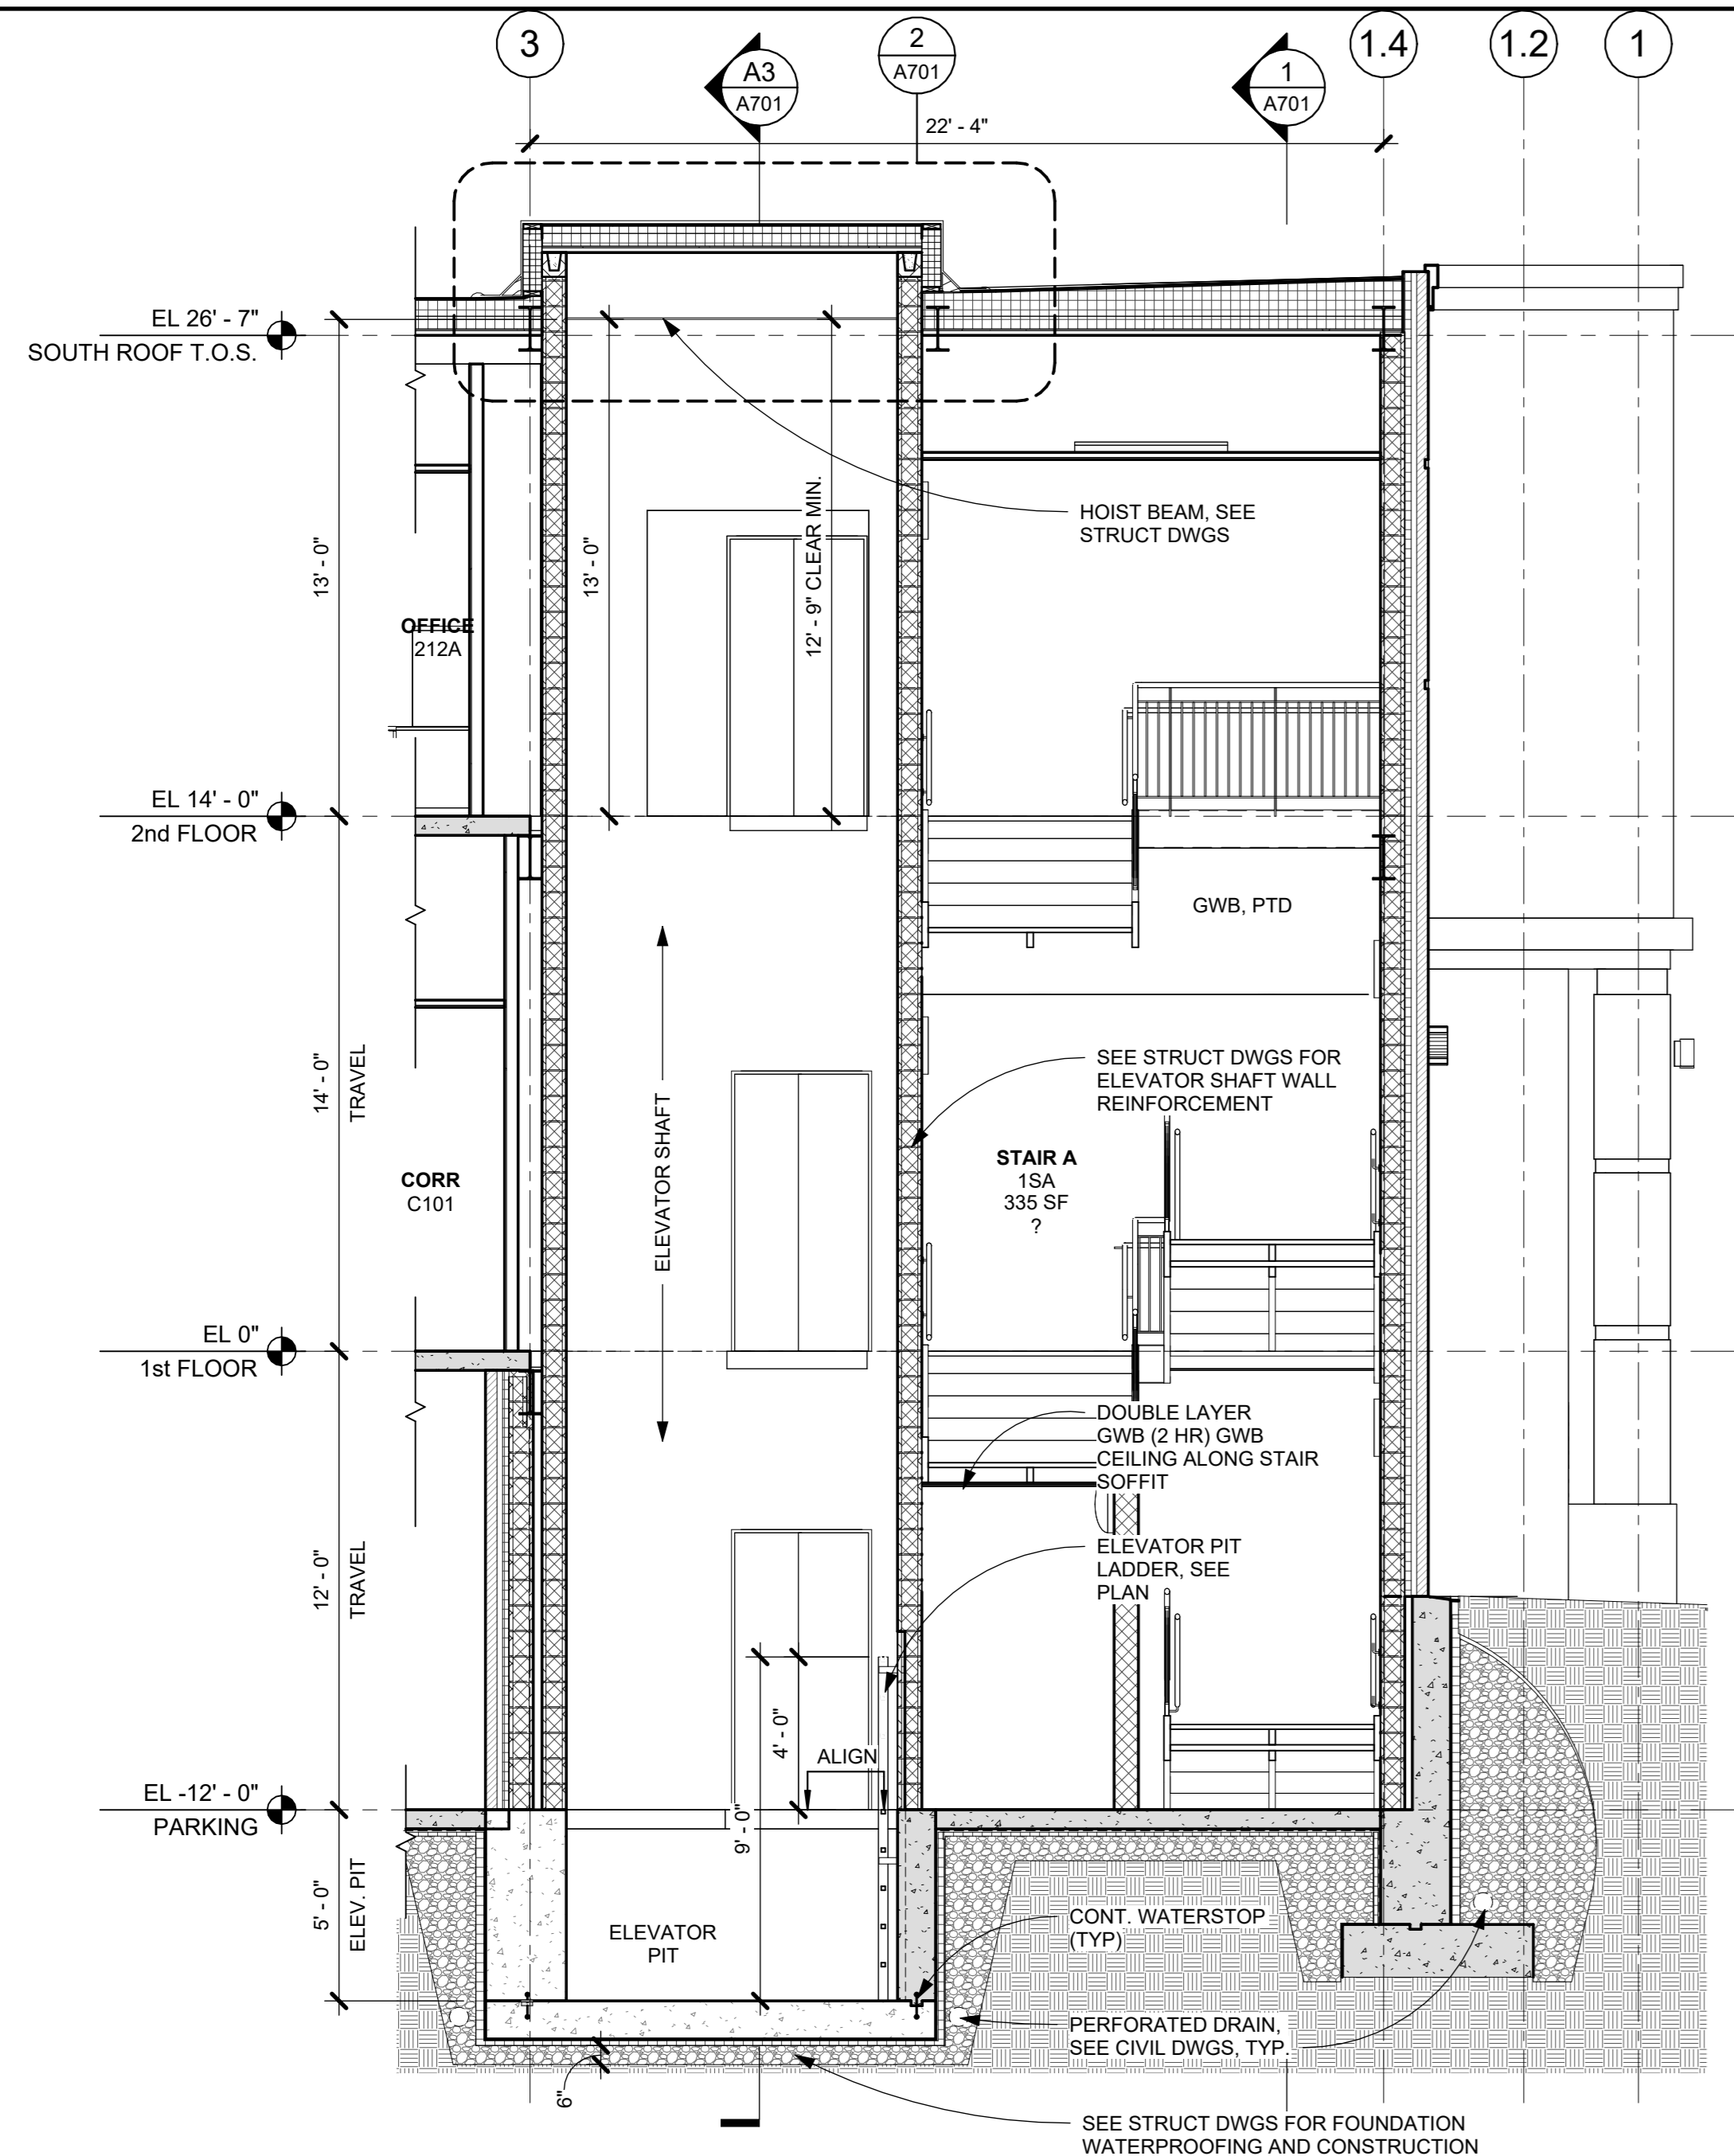 3
A3
A701
2
A701
1
A701
1.4
1.2
1
22' - 4"
EL 26' - 7"
SOUTH ROOF T.O.S.
HOIST BEAM, SEE
STRUCT DWGS
13' - 0"
13' - 0"
12' - 9" CLEAR MIN.
OFFICE
212A
EL 14' - 0"
2nd FLOOR
GWB, PTD
14' - 0"
TRAVEL
ELEVATOR SHAFT
SEE STRUCT DWGS FOR
ELEVATOR SHAFT WALL
REINFORCEMENT
STAIR A
1SA
335 SF
?
CORR
C101
EL 0"
1st FLOOR
DOUBLE LAYER
GWB (2 HR) GWB
CEILING ALONG STAIR
SOFFIT
ELEVATOR PIT
LADDER, SEE
PLAN
12' - 0"
TRAVEL
4' - 0"
ALIGN
9' - 0"
EL -12' - 0"
PARKING
5' - 0"
ELEV. PIT
ELEVATOR
PIT
CONT. WATERSTOP
(TYP)
PERFORATED DRAIN,
SEE CIVIL DWGS, TYP.
6"
SEE STRUCT DWGS FOR FOUNDATION
WATERPROOFING AND CONSTRUCTION